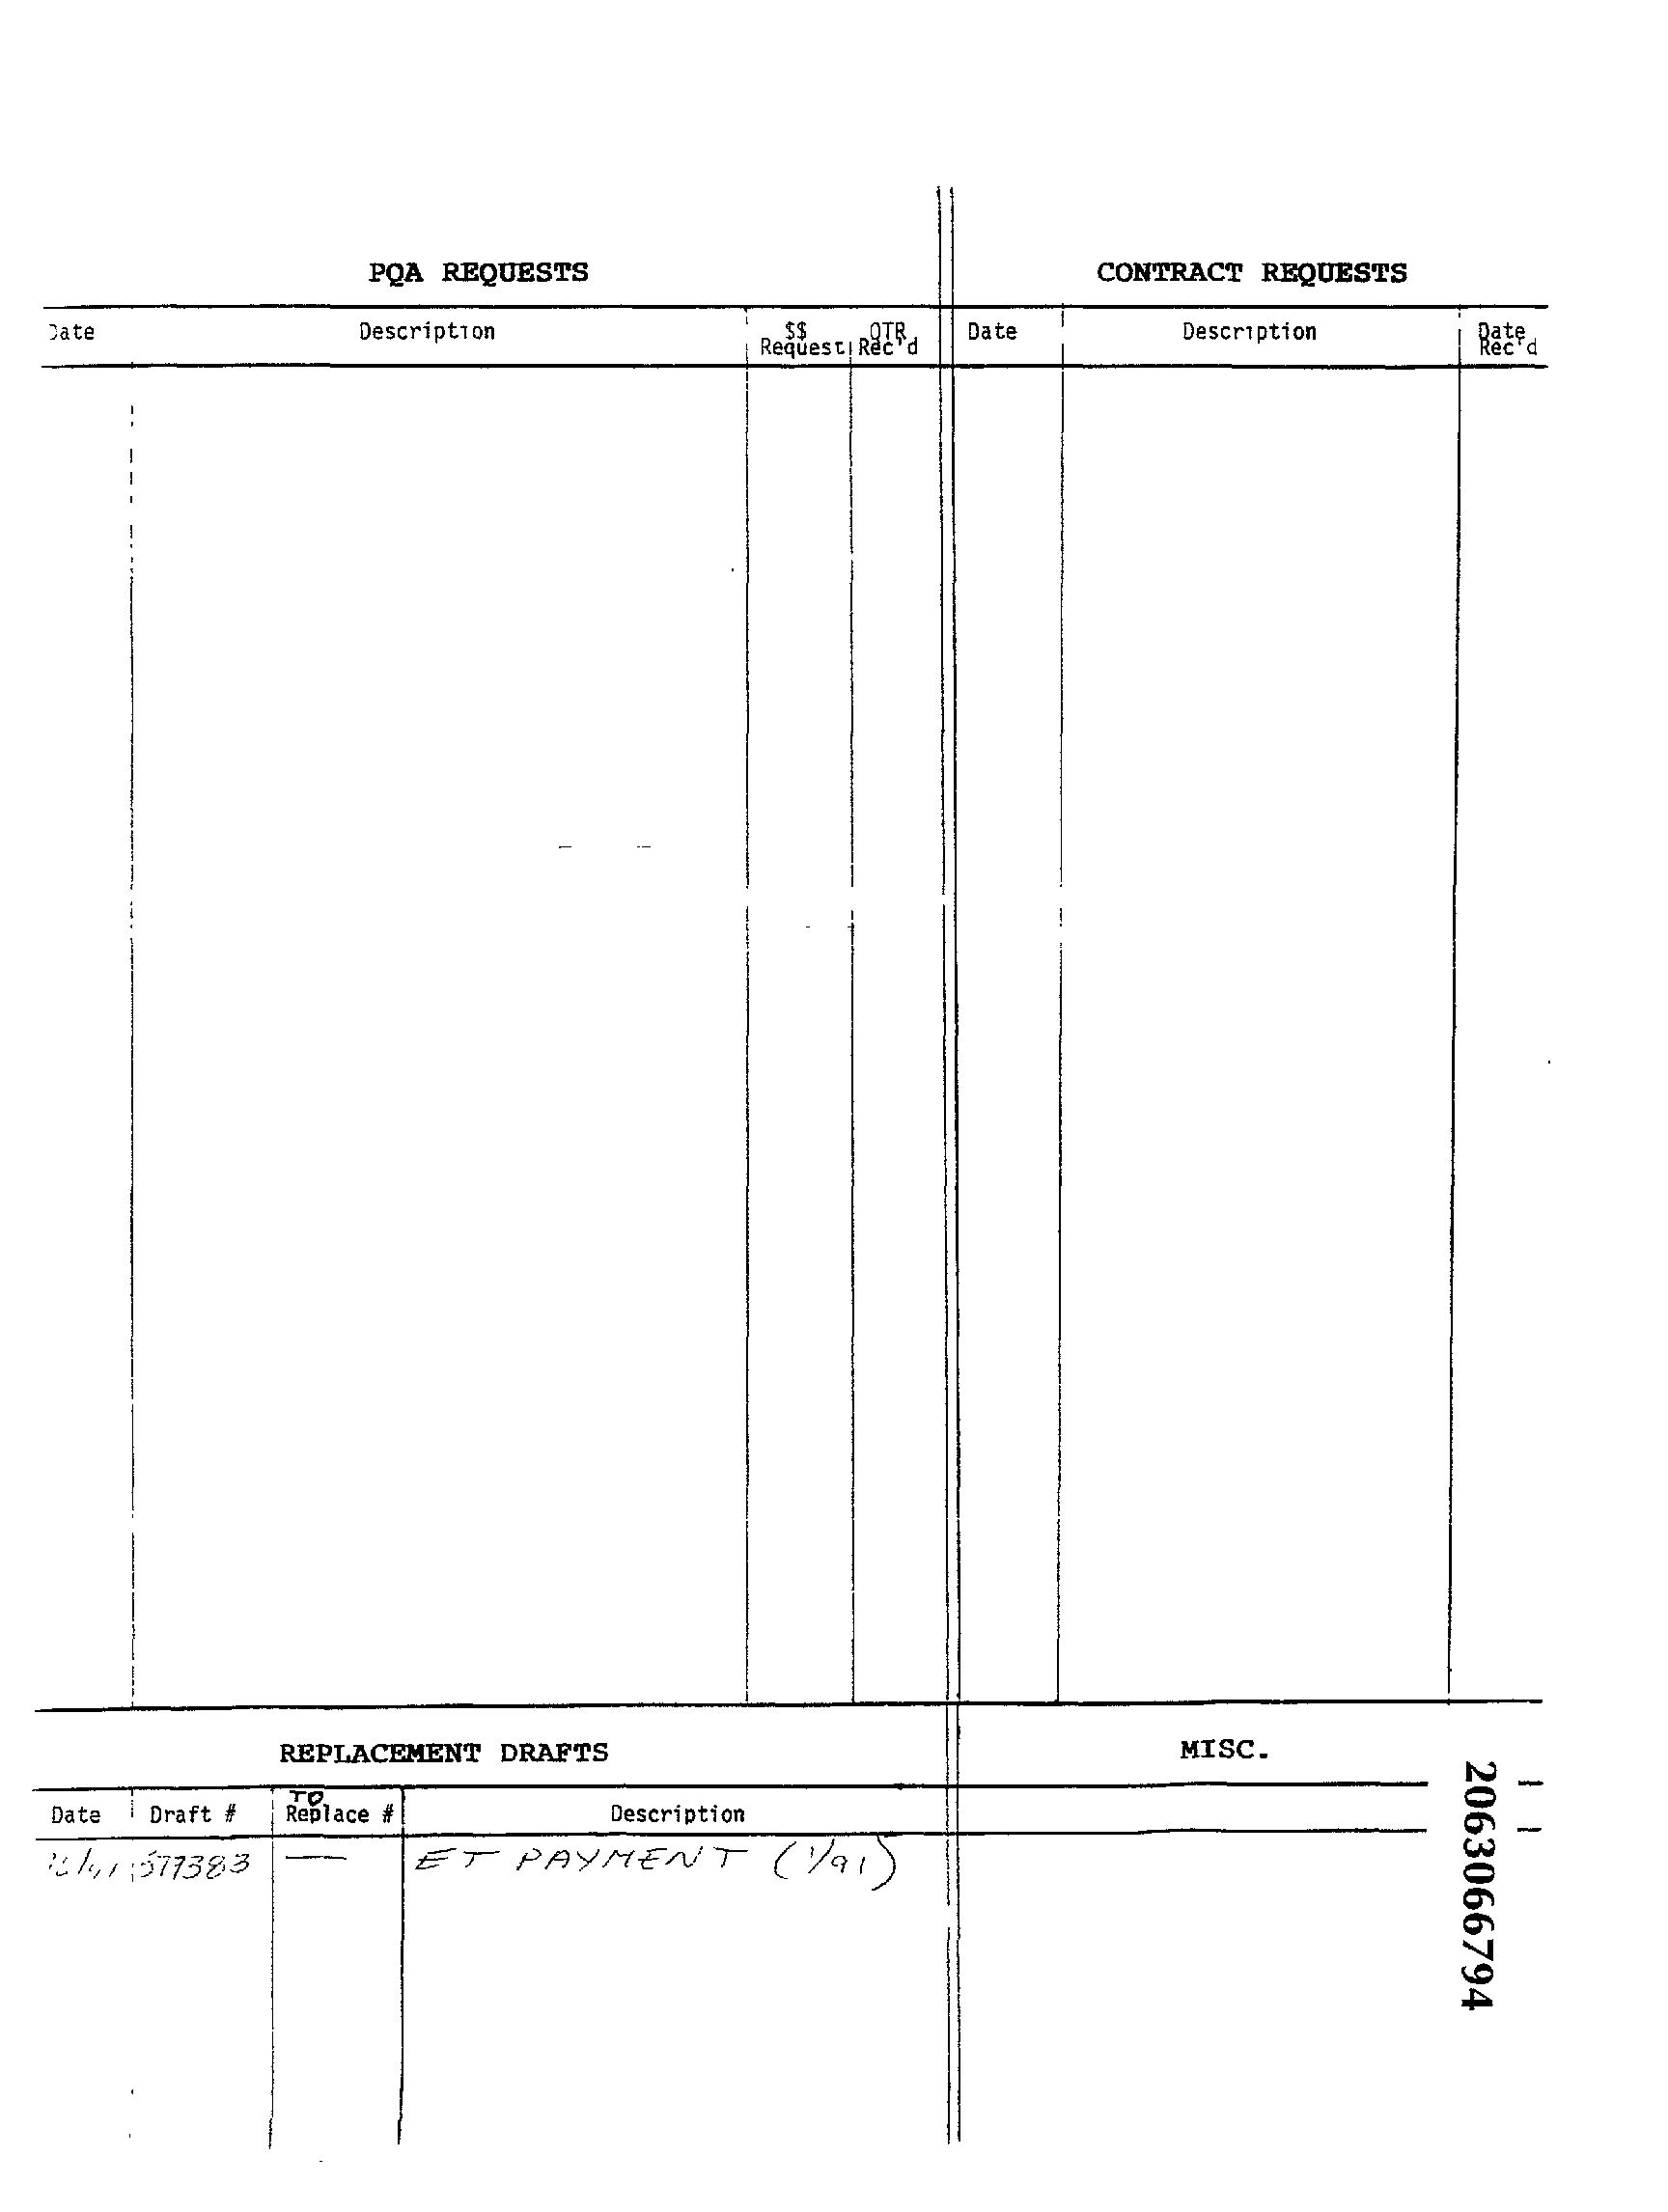 PQA REQUESTS
CONTRACT REQUESTS
Date Description $$ Request QTR Rec'd Date Description Date Rec'd
REPLACEMENT DRAFTS
MISC.
Date Draft # TO Replace # Description
577383 — ET PAYMENT (1/91)
2063066794